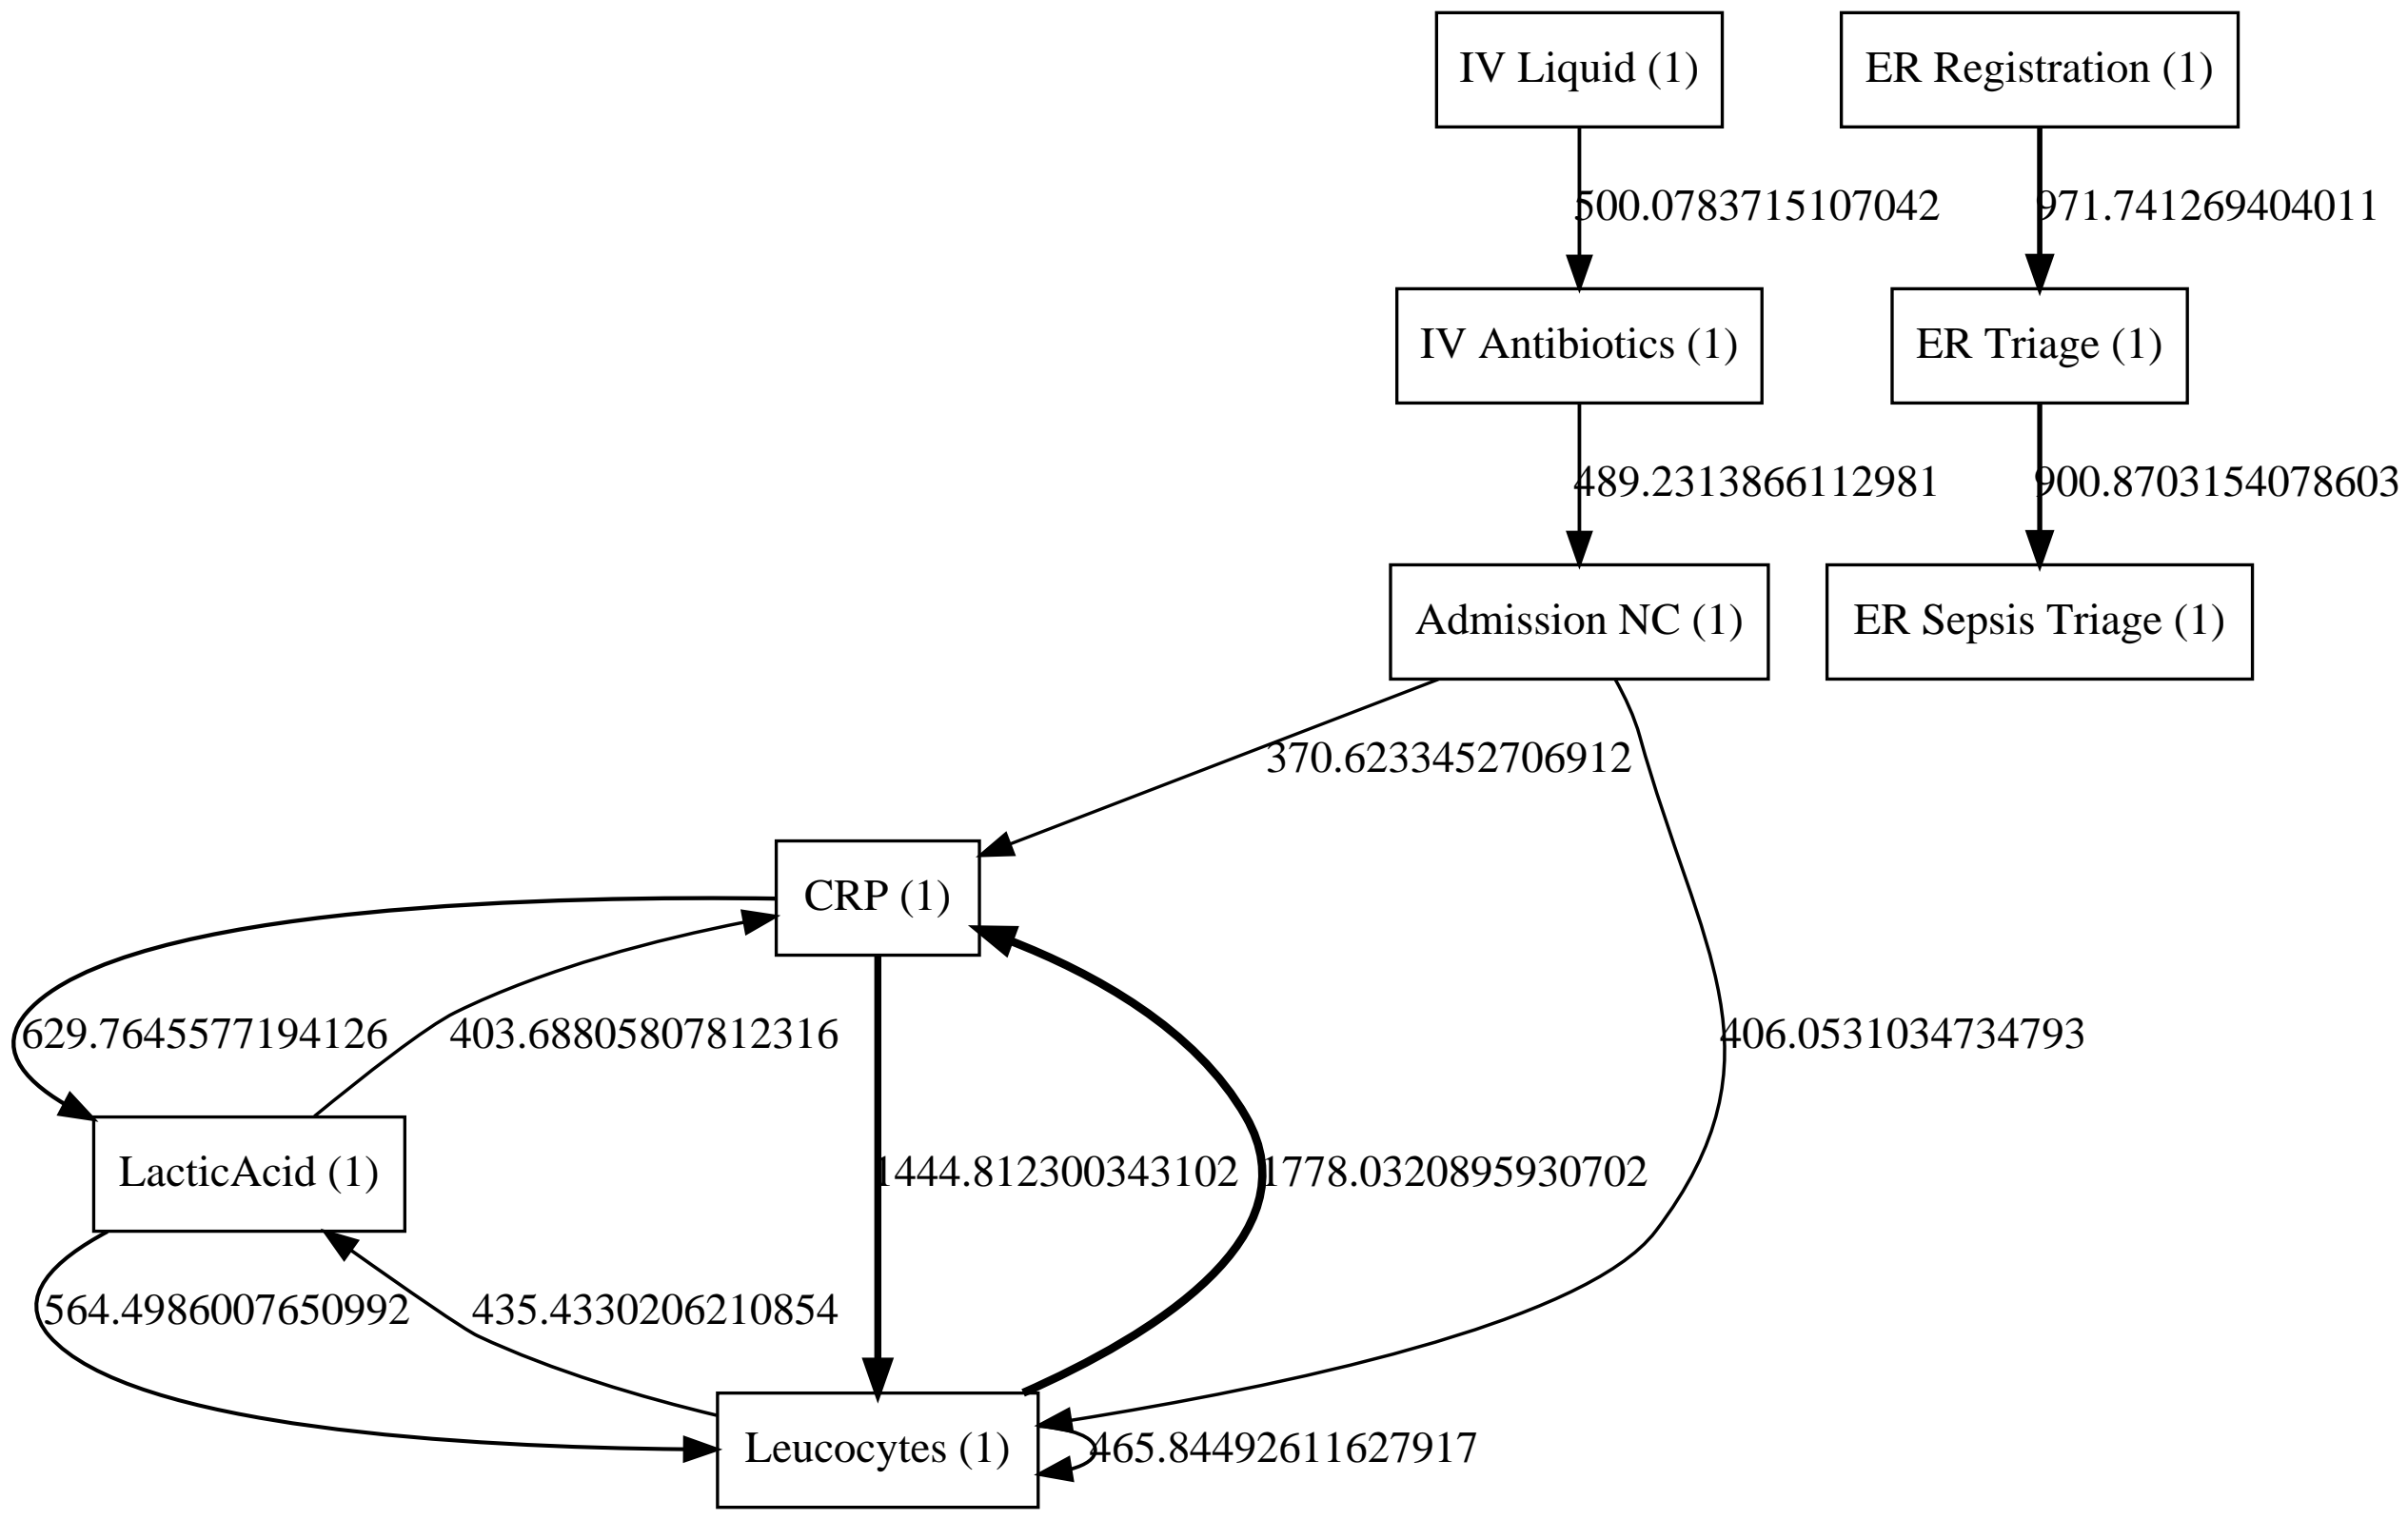 IV Liquid (1)
ER Registration (1)
500.0783715107042
971.741269404011
IV Antibiotics (1)
ER Triage (1)
489.2313866112981
900.8703154078603
Admission NC (1)
ER Sepsis Triage (1)
370.6233452706912
CRP (1)
629.7645577194126
403.68805807812316
406.0531034734793
LacticAcid (1)
1444.812300343102
1778.0320895930702
564.4986007650992
435.4330206210854
Leucocytes (1)
465.84492611627917